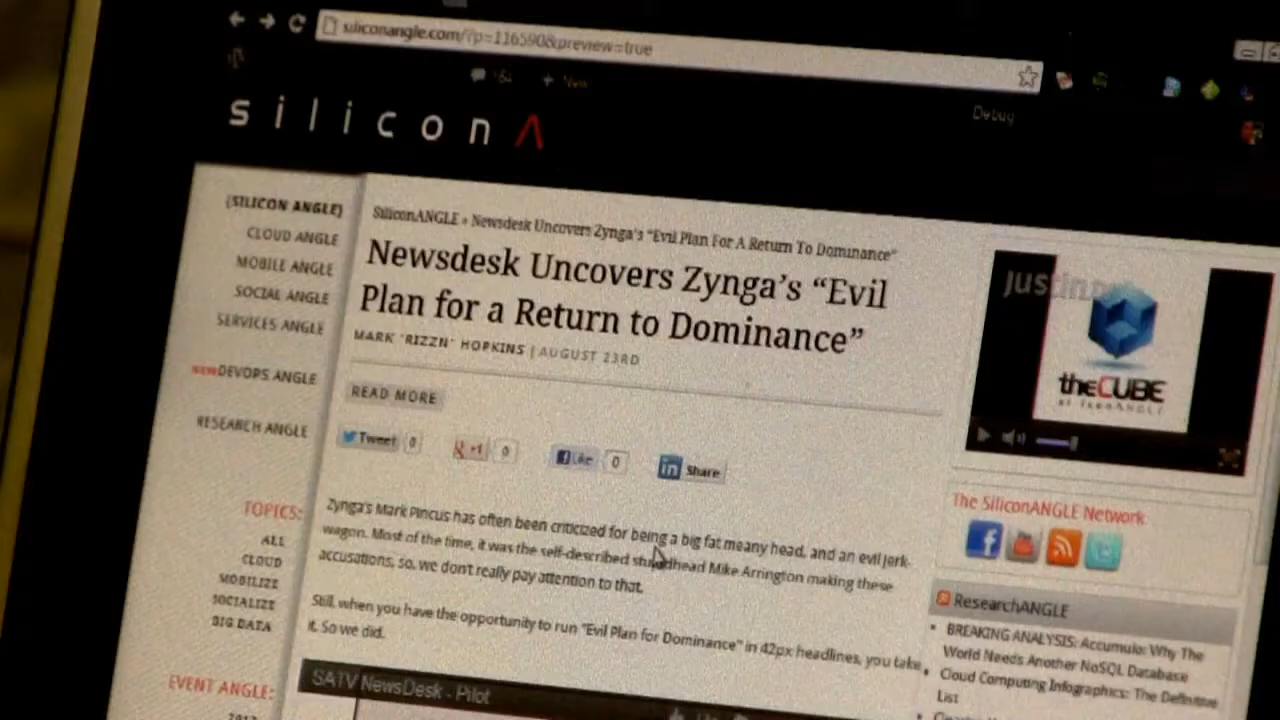 siliconangle.com/?p=116590&preview=true
New
Debug
silicon
{SILICON ANGLE}
CLOUD ANGLE
MOBILE ANGLE
SOCIAL ANGLE
SERVICES ANGLE
NEW DEVOPS ANGLE
RESEARCH ANGLE
TOPICS:
ALL
CLOUD
MOBILIZE
SOCIALIZE
BIG DATA
EVENT ANGLE:
2012
SiliconANGLE » Newsdesk Uncovers Zynga's "Evil Plan For A Return To Dominance"
Newsdesk Uncovers Zynga's "Evil
Plan for a Return to Dominance"
MARK 'RIZZN' HOPKINS | AUGUST 23RD
READ MORE
Tweet 0
+1 0
Like 0
in Share
Zynga's Mark Pincus has often been criticized for being a big fat meany head, and an evil jerk-
wagon. Most of the time, it was the self-described Mike Arrington making these
accusations, so, we don't really pay attention to that.
Still, when you have the opportunity to run "Evil Plan for Dominance" in 42px headlines, you take
it. So we did.
SATV NewsDesk - Pilot
theCUBE
The SiliconANGLE Network
ResearchANGLE
BREAKING ANALYSIS: Accumulo: Why The
World Needs Another NoSQL Database
Cloud Computing Infographics: The Definitive
List